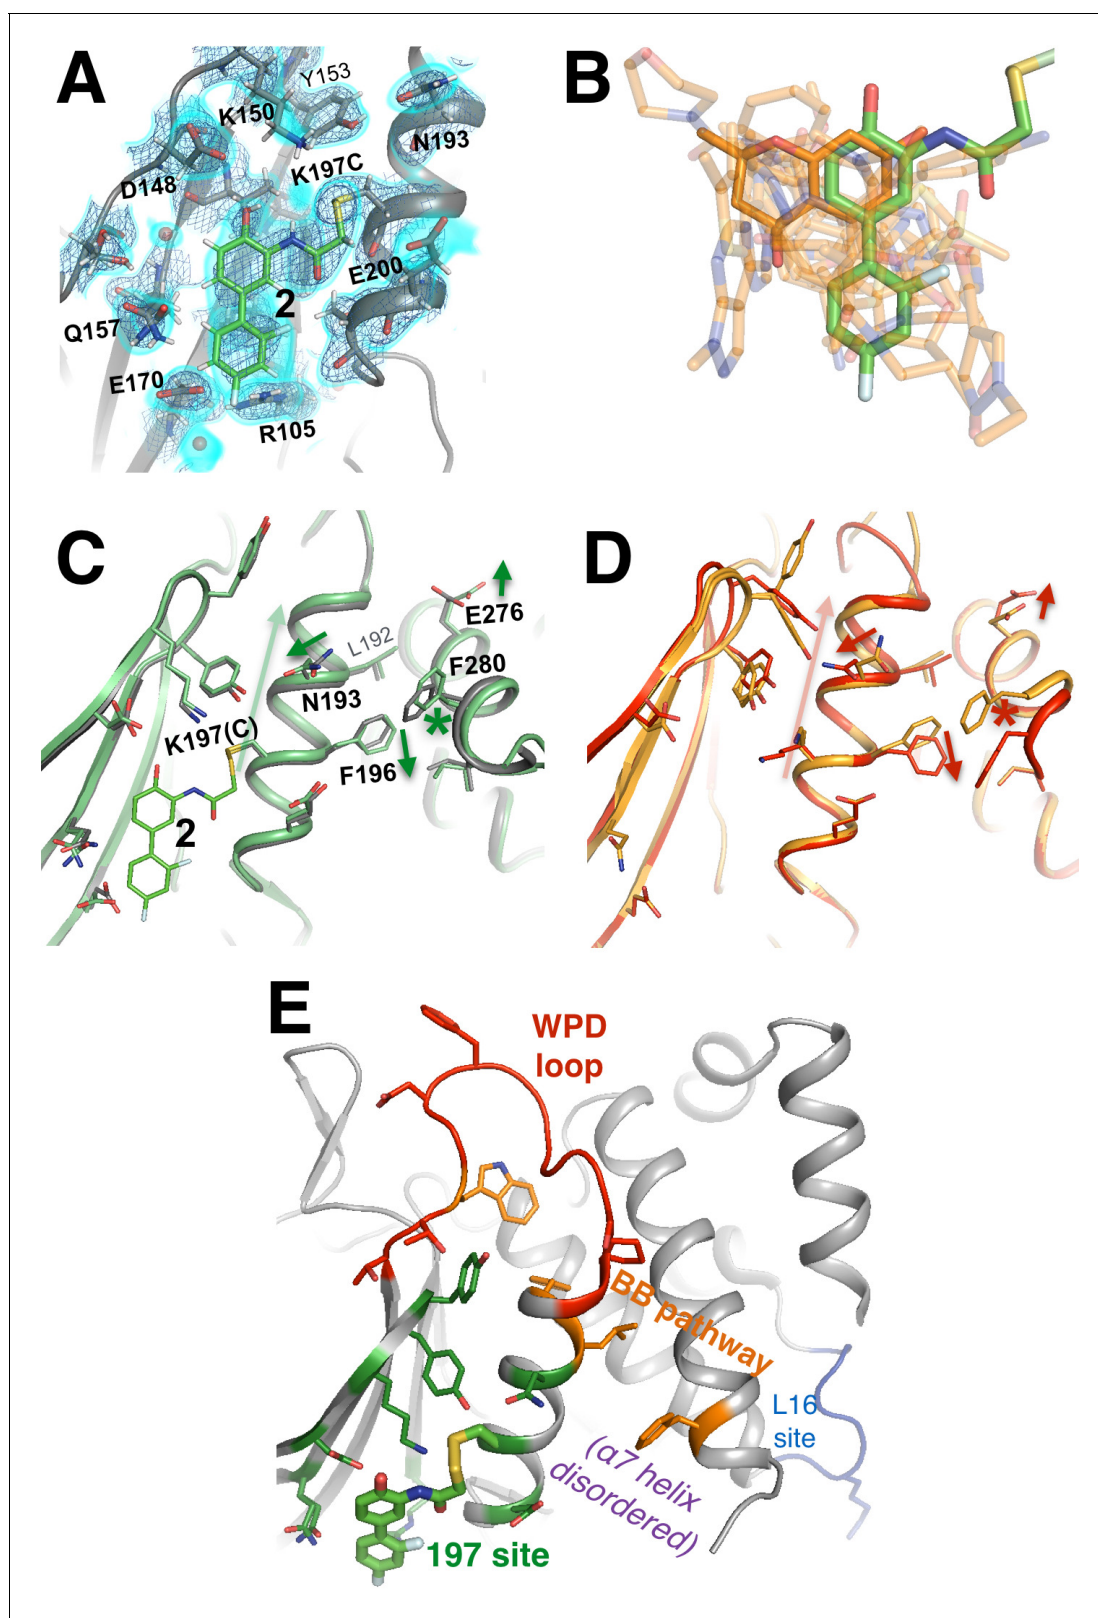 A
K150
Y153
N193
D148
K197C
E200
2
Q157
E170
R105
B
C
E276
L192
F280
N193
*
K197(C)
F196
2
D
*
E
WPD
loop
BB pathway
L16
site
(α7 helix
disordered)
197 site